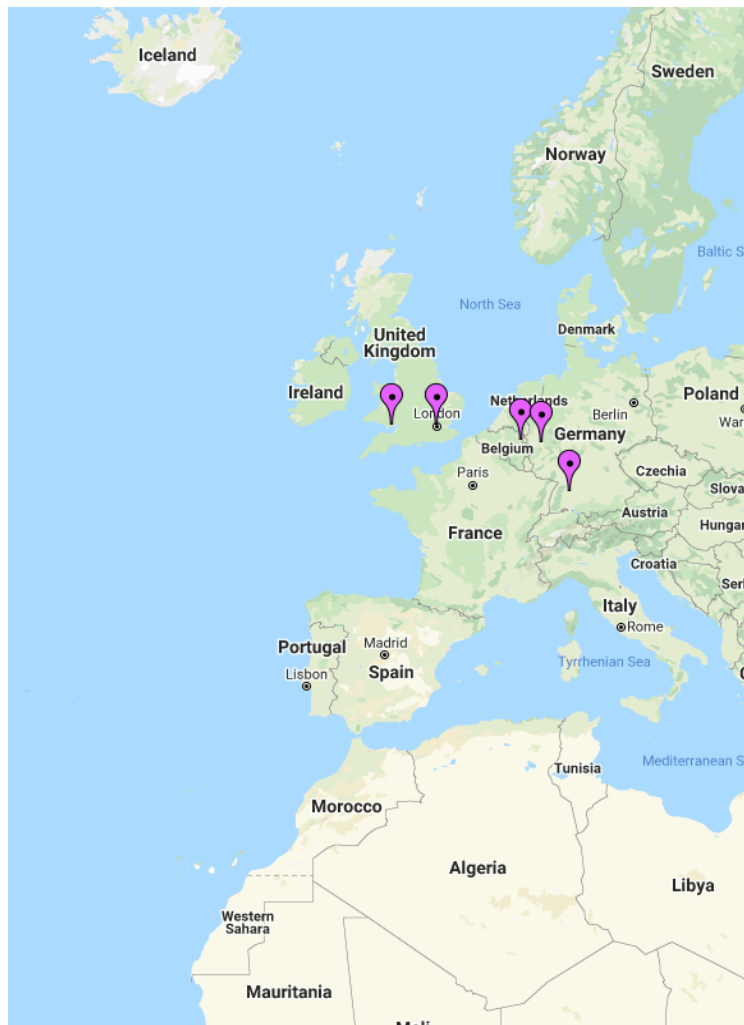 Iceland
Sweden
Norway
Baltic S
North Sea
Denmark
United
Kingdom
Ireland
Netherlands
Poland
London
Berlin
War
Germany
Belgium
Paris
Czechia
Slova
Austria
France
Hungar
Croatia
Ser
Italy
Rome
Portugal
Madrid
Tyrrhenian Sea
Lisbon
Spain
Mediterranean S
Tunisia
Morocco
Algeria
Libya
Western
Sahara
Mauritania